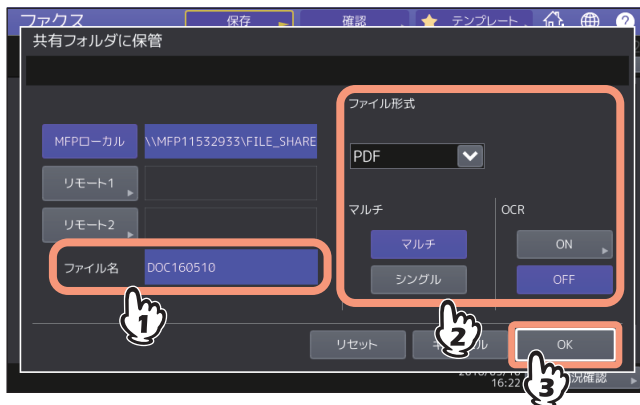 ファクス 保存 確認 テンプレート ?
共有フォルダに保管
ファイル形式
MFPローカル \\MFP11532933\FILE_SHARE
PDF
リモート1
マルチ OCR
リモート2
マルチ ON
ファイル名 DOC160510
シングル OFF
1
2
リセット OK
3
16:22